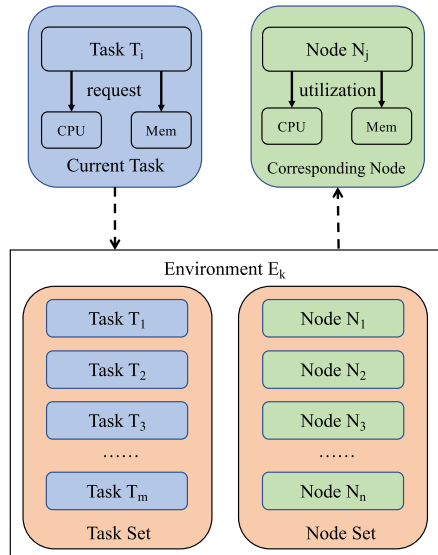 Task T_i
request
CPU Mem
Current Task
Node N_j
utilization
CPU Mem
Corresponding Node
Environment E_k
Task T_1
Task T_2
Task T_3
......
Task T_m
Task Set
Node N_1
Node N_2
Node N_3
......
Node N_n
Node Set